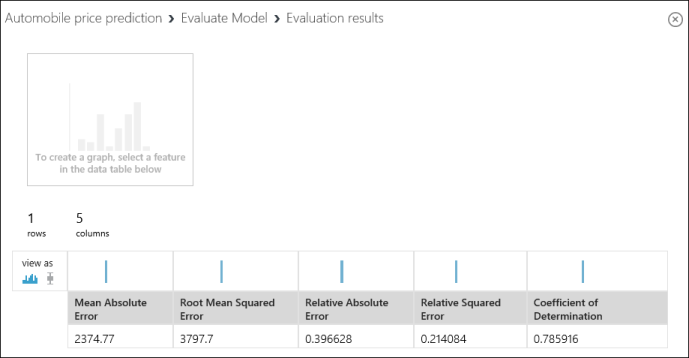 Automobile price prediction › Evaluate Model › Evaluation results
To create a graph, select a feature
in the data table below
1 5
rows columns
view as
Mean Absolute Error Root Mean Squared Error Relative Absolute Error Relative Squared Error Coefficient of Determination
2374.77 3797.7 0.396628 0.214084 0.785916